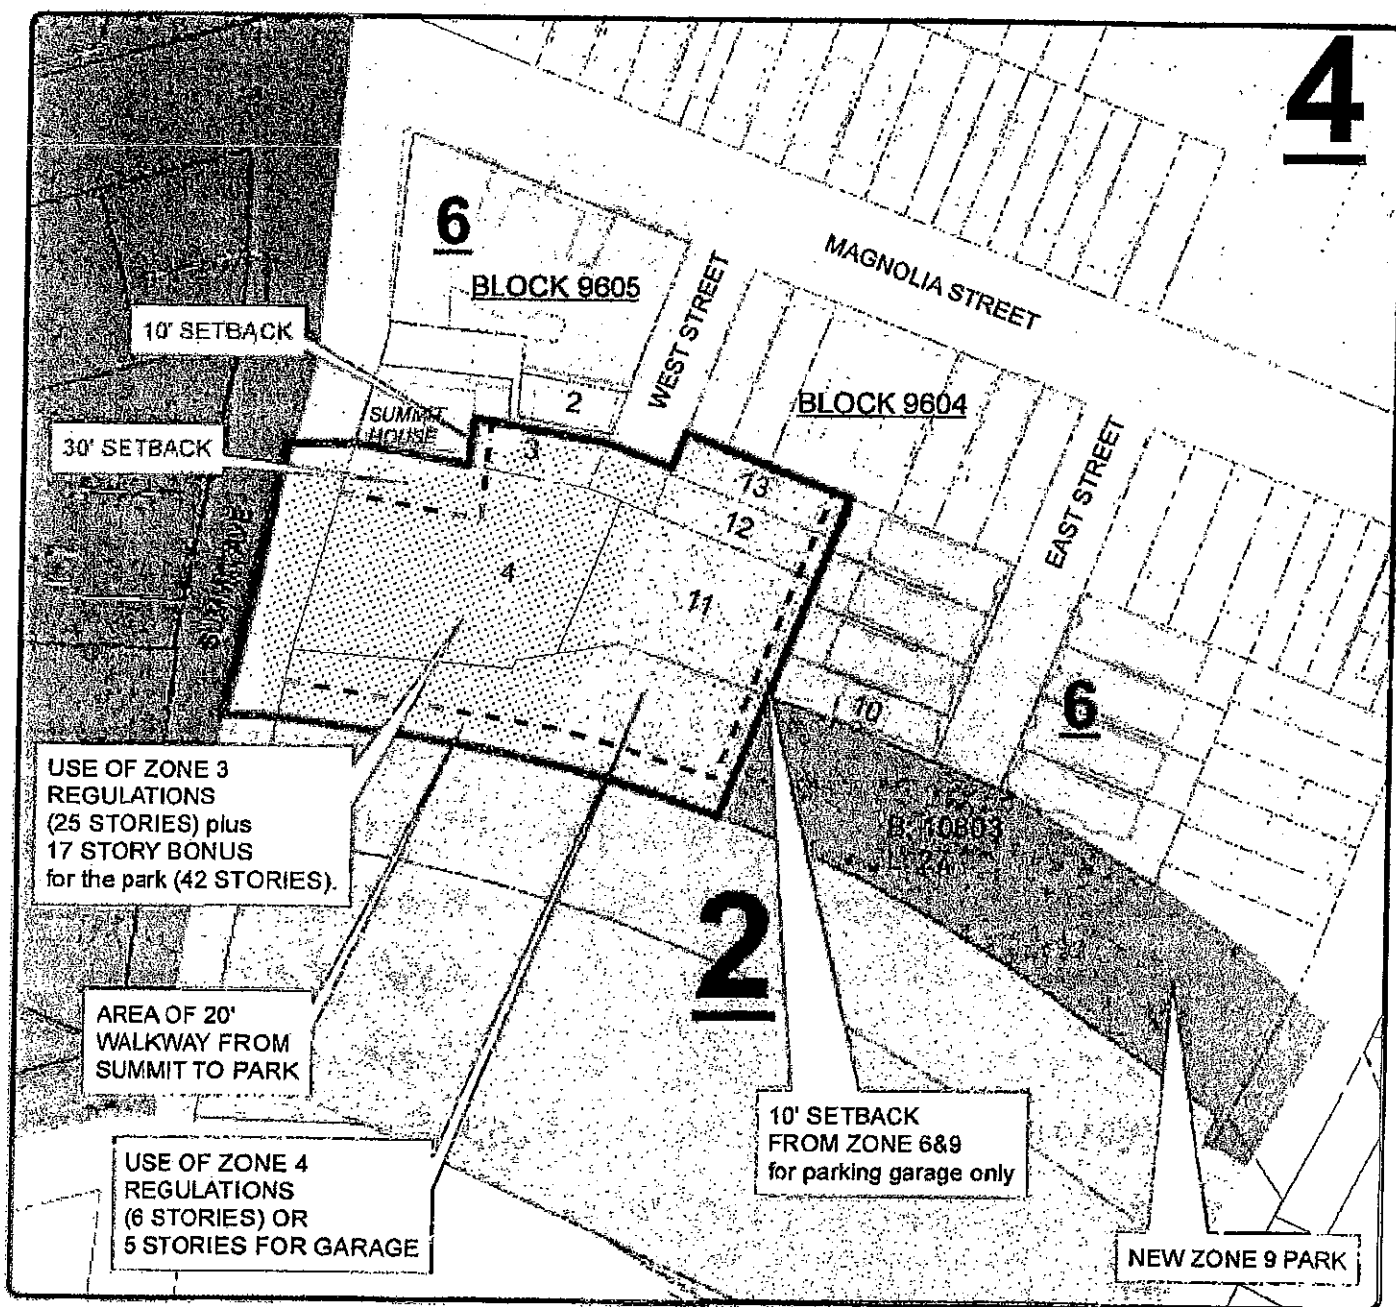 4
6
BLOCK 9605
MAGNOLIA STREET
WEST STREET
10' SETBACK
2
BLOCK 9604
SUMMIT
HOUSE
30' SETBACK
3
13
12
EAST STREET
4
11
10
6
USE OF ZONE 3
REGULATIONS
(25 STORIES) plus
17 STORY BONUS
for the park (42 STORIES).
B. 10803
2
AREA OF 20'
WALKWAY FROM
SUMMIT TO PARK
10' SETBACK
FROM ZONE 6&9
for parking garage only
USE OF ZONE 4
REGULATIONS
(6 STORIES) OR
5 STORIES FOR GARAGE
NEW ZONE 9 PARK